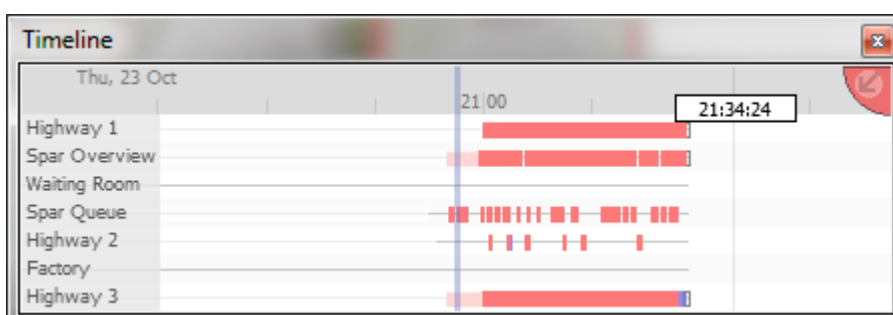 Timeline
Thu, 23 Oct
21 00
21:34:24
Highway 1
Spar Overview
Waiting Room
Spar Queue
Highway 2
Factory
Highway 3